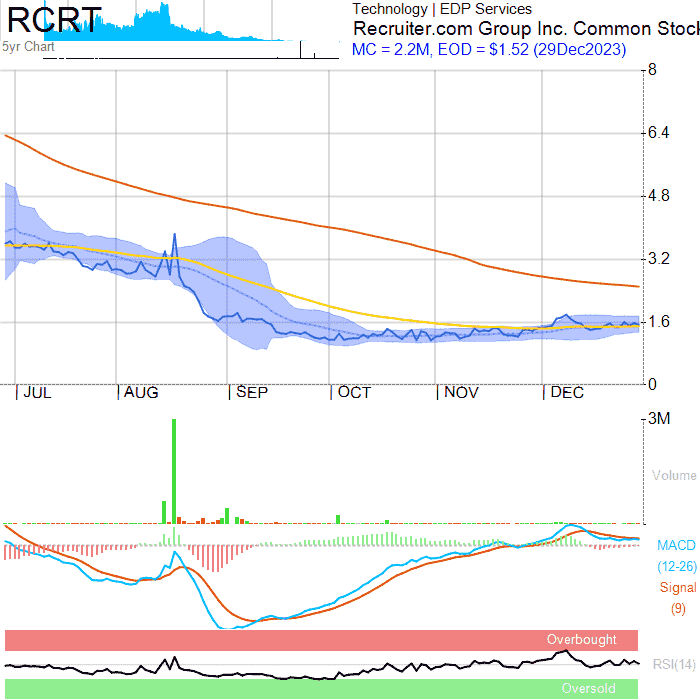 RCRT
5yr Chart
Technology | EDP Services
Recruiter.com Group Inc. Common Stock
MC = 2.2M, EOD = $1.52 (29Dec2023)
8
6.4
4.8
3.2
1.6
0
JUL AUG SEP OCT NOV DEC
3M
Volume
MACD
(12-26)
Signal
(9)
Overbought
RSI(14)
Oversold